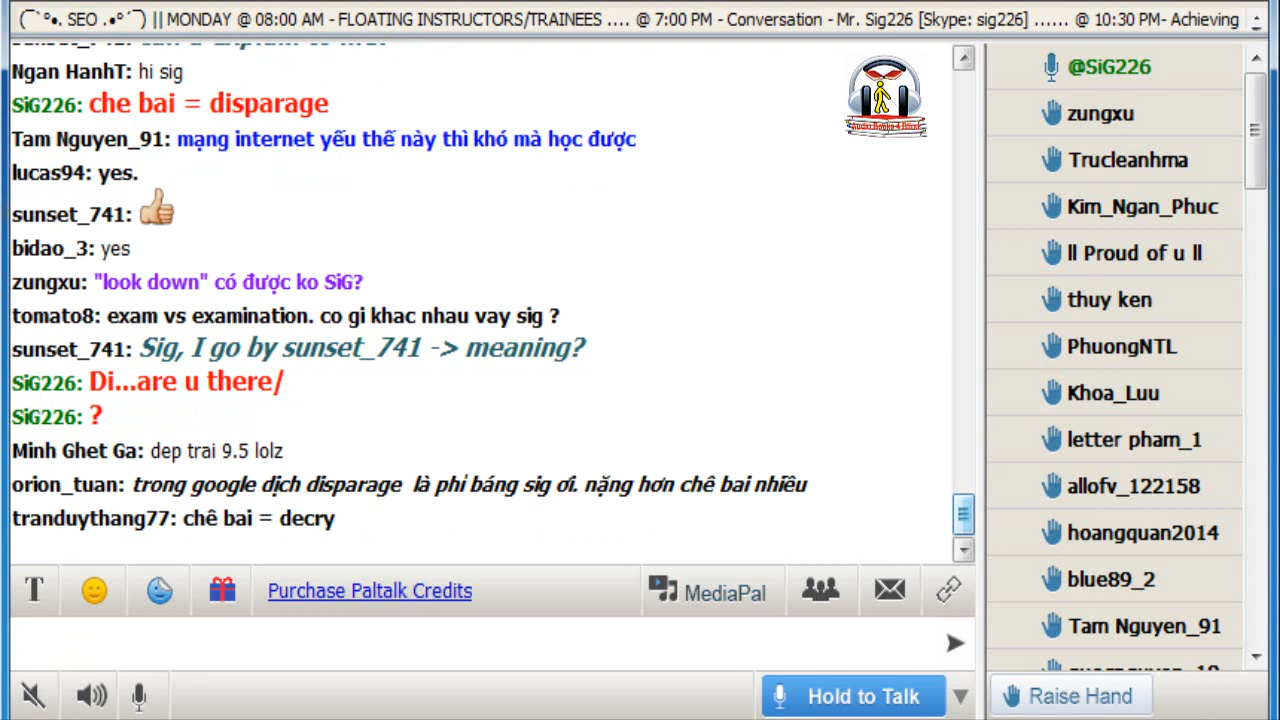 (¯`°•. SEO .•°´¯) || MONDAY @ 08:00 AM - FLOATING INSTRUCTORS/TRAINEES .... @ 7:00 PM - Conversation - Mr. Sig226 [Skype: sig226] ...... @ 10:30 PM- Achieving
Ngan HanhT: hi sig
SiG226: che bai = disparage
Tam Nguyen_91: mạng internet yếu thế này thì khó mà học được
lucas94: yes.
sunset_741:
bidao_3: yes
zungxu: "look down" có được ko SiG?
tomato8: exam vs examination. co gi khac nhau vay sig ?
sunset_741: Sig, I go by sunset_741 -> meaning?
SiG226: Di...are u there/
SiG226: ?
Minh Ghet Ga: dep trai 9.5 lolz
orion_tuan: trong google dịch disparage là phỉ báng sig ơi. nặng hơn chê bai nhiều
tranduythang77: chê bai = decry
Audio Books 4 Blind
@SiG226
zungxu
Trucleanhma
Kim_Ngan_Phuc
ll Proud of u ll
thuy ken
PhuongNTL
Khoa_Luu
letter pham_1
allofv_122158
hoangquan2014
blue89_2
Tam Nguyen_91
T
Purchase Paltalk Credits
MediaPal
Hold to Talk
Raise Hand